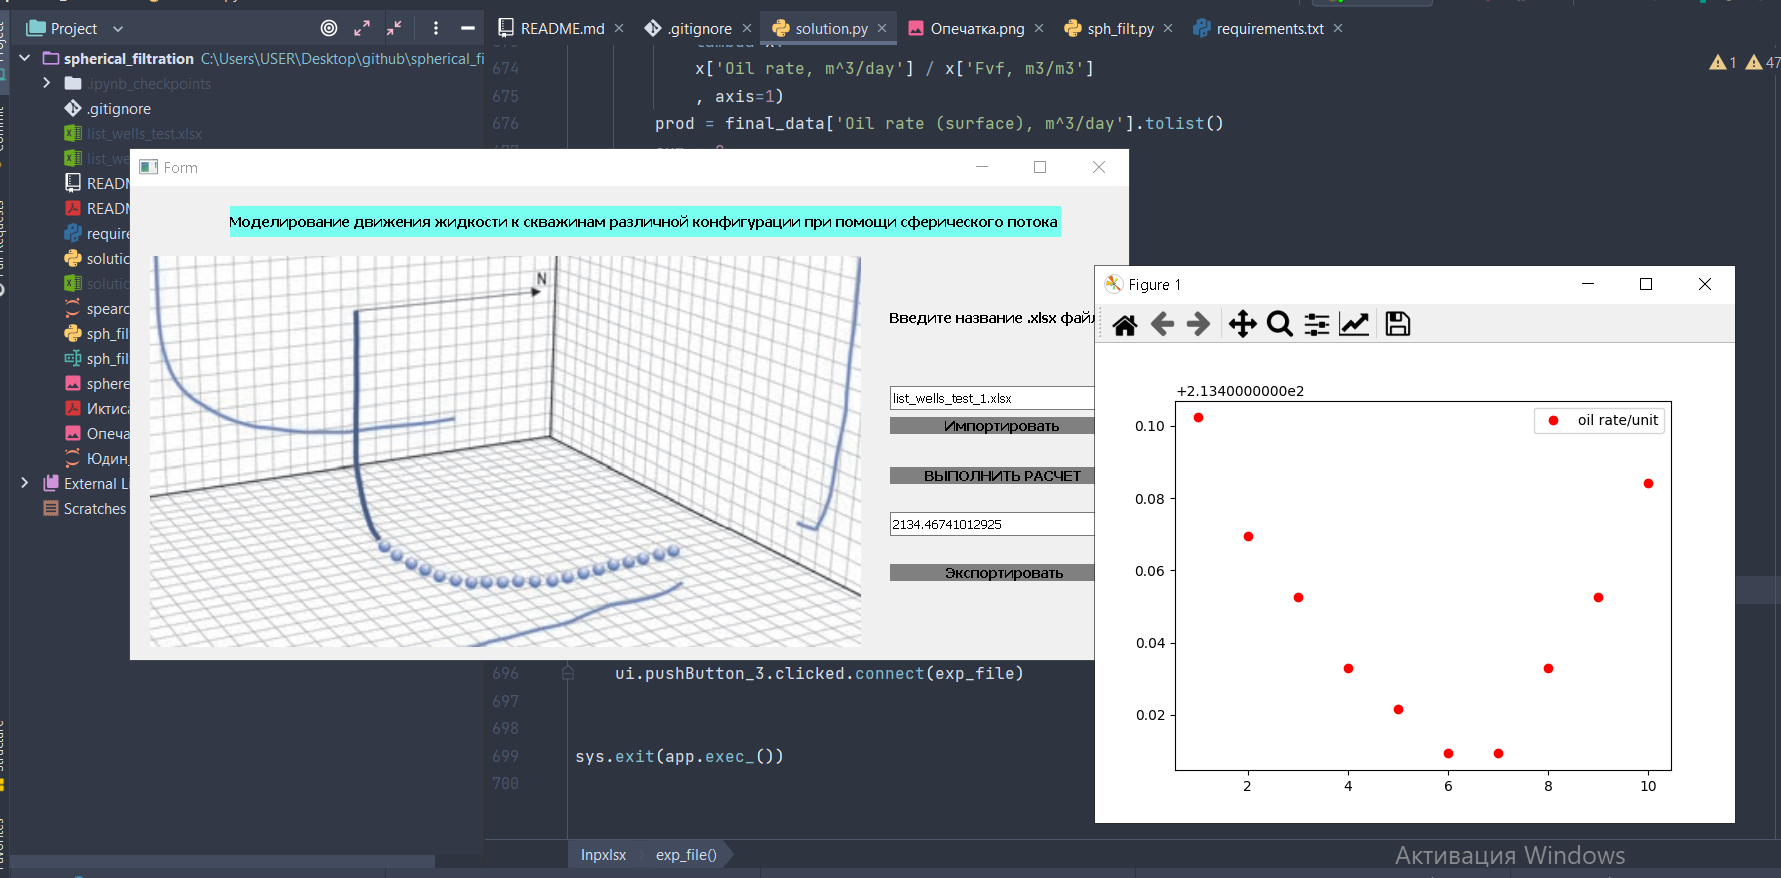 Project
README.md
.gitignore
solution.py
Опечатка.png
sph_filt.py
requirements.txt
spherical_filtration C:\Users\USER\Desktop\github\spherical_fi
.ipynb_checkpoints
.gitignore
list_wells_test.xlsx
list_we
READ
READ
require
solutic
solutic
spearc
sph_fil
sph_fil
sphere
Иктиса
Опеча
Юдин_
External Li
Scratches
674 x['Oil rate, m^3/day'] / x['Fvf, m3/m3']
675 , axis=1)
676 prod = final_data['Oil rate (surface), m^3/day'].tolist()
1 47
Form
Моделирование движения жидкости к скважинам различной конфигурации при помощи сферического потока
N
Введите название .xlsx файл
list_wells_test_1.xlsx
Импортировать
ВЫПОЛНИТЬ РАСЧЕТ
2134.46741012925
Экспортировать
Figure 1
+2.1340000000e2
oil rate/unit
0.10
0.08
0.06
0.04
0.02
2 4 6 8 10
696 ui.pushButton_3.clicked.connect(exp_file)
697
698
699 sys.exit(app.exec_())
700
Inpxlsx exp_file()
Активация Windows